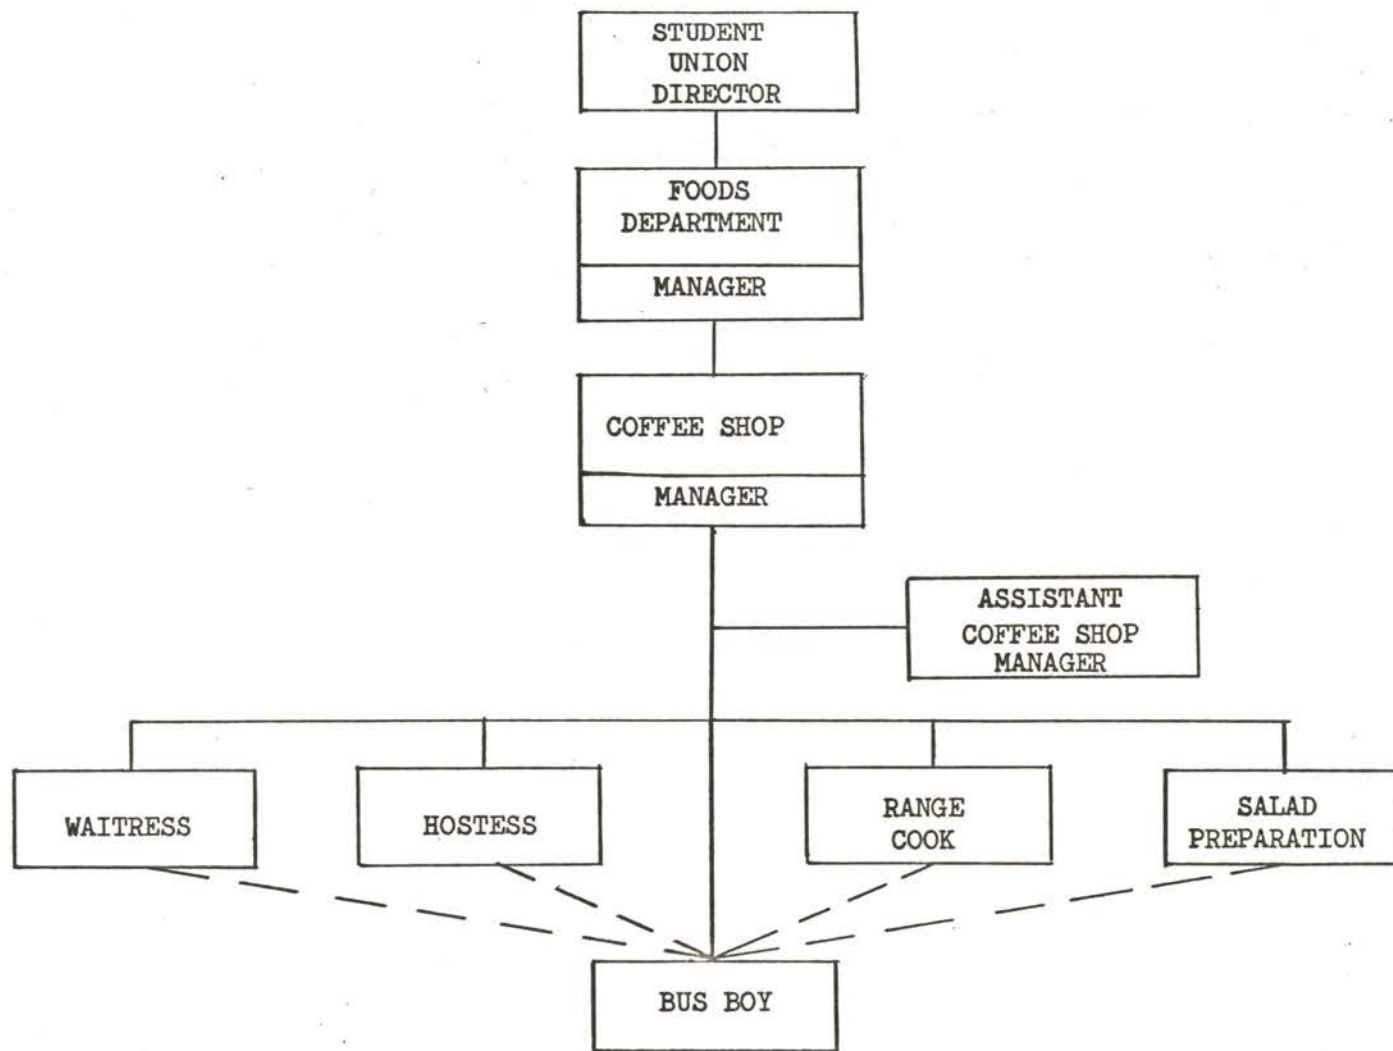 STUDENT
UNION
DIRECTOR
FOODS
DEPARTMENT
MANAGER
COFFEE SHOP
MANAGER
ASSISTANT
COFFEE SHOP
MANAGER
WAITRESS
HOSTESS
RANGE
COOK
SALAD
PREPARATION
BUS BOY